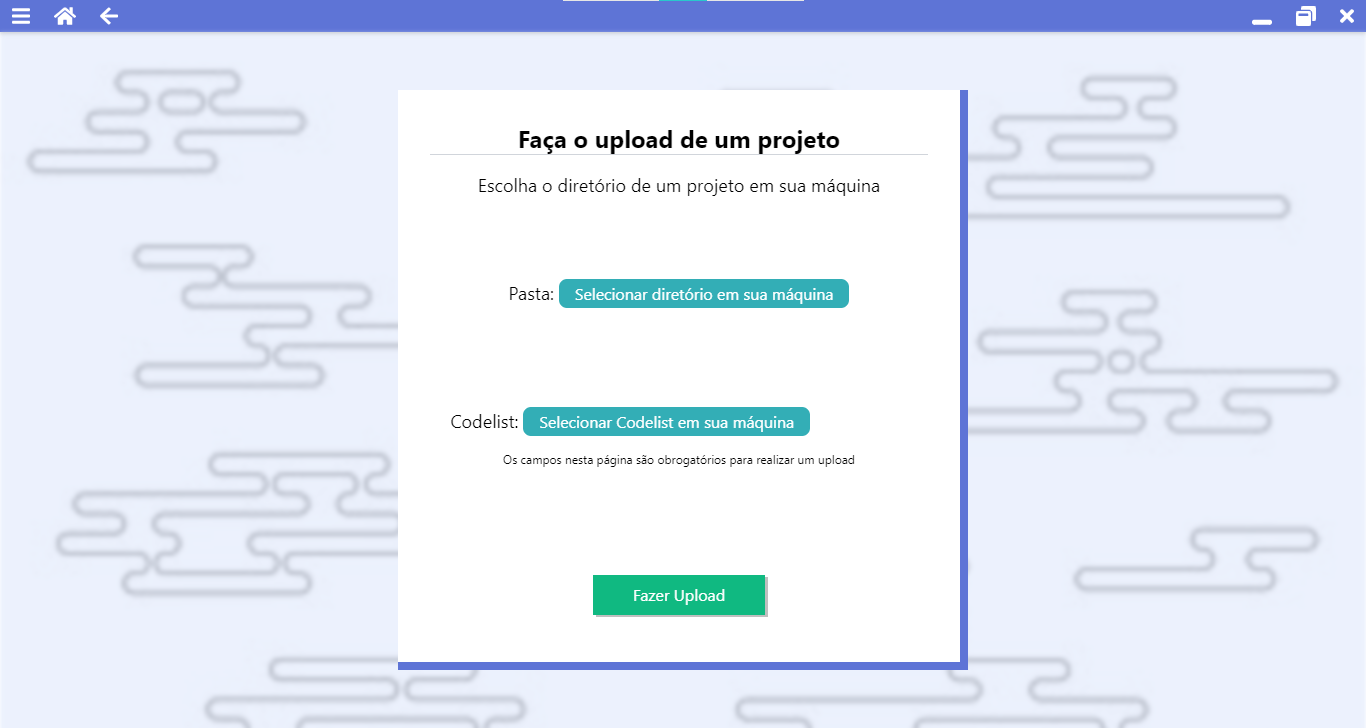 Faça o upload de um projeto
Escolha o diretório de um projeto em sua máquina
Pasta: Selecionar diretório em sua máquina
Codelist: Selecionar Codelist em sua máquina
Os campos nesta página são obrogatórios para realizar um upload
Fazer Upload